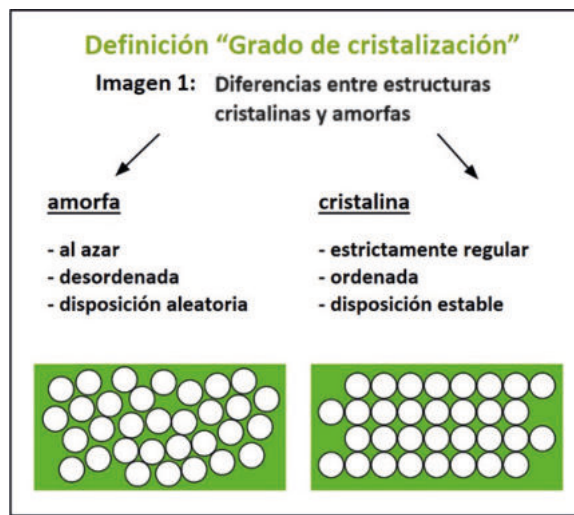 Definición “Grado de cristalización”
Imagen 1: Diferencias entre estructuras
cristalinas y amorfas
amorfa
- al azar
- desordenada
- disposición aleatoria
cristalina
- estrictamente regular
- ordenada
- disposición estable